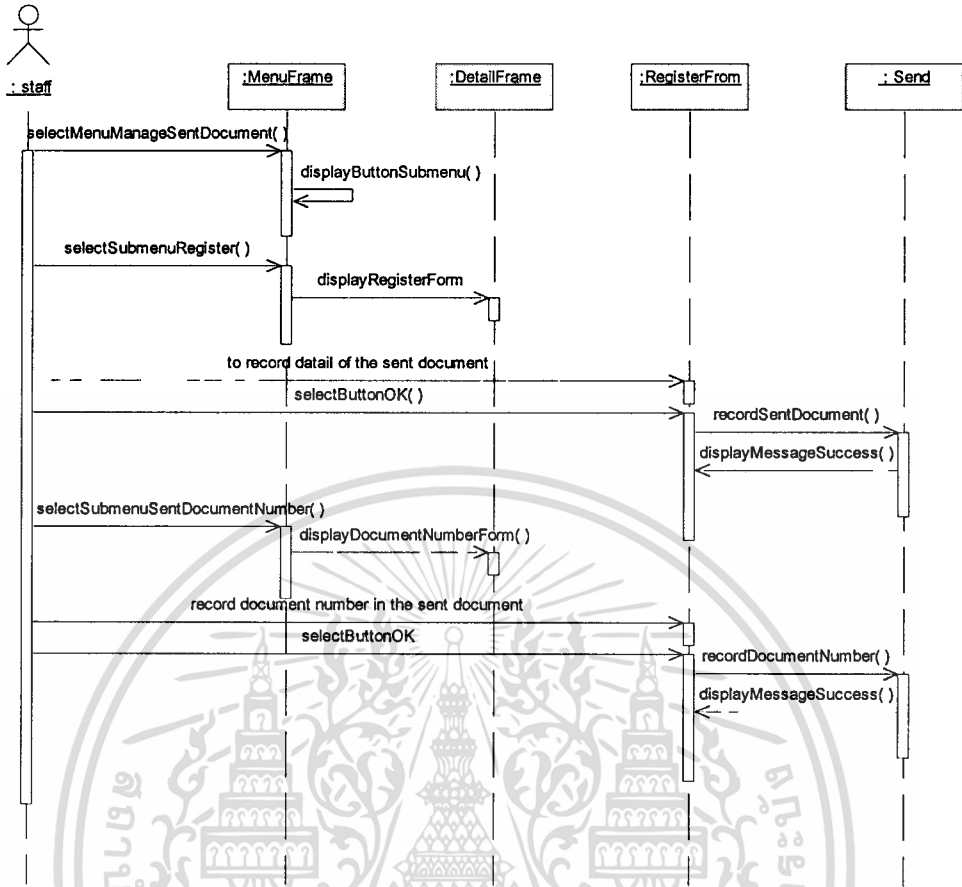 : staff
:MenuFrame
:DetailFrame
:RegisterFrom
: Send
selectMenuManageSentDocument( )
displayButtonSubmenu( )
selectSubmenuRegister( )
displayRegisterForm
to record datail of the sent document
selectButtonOK( )
recordSentDocument( )
displayMessageSuccess( )
selectSubmenuSentDocumentNumber( )
displayDocumentNumberForm( )
record document number in the sent document
selectButtonOK
recordDocumentNumber( )
displayMessageSuccess( )